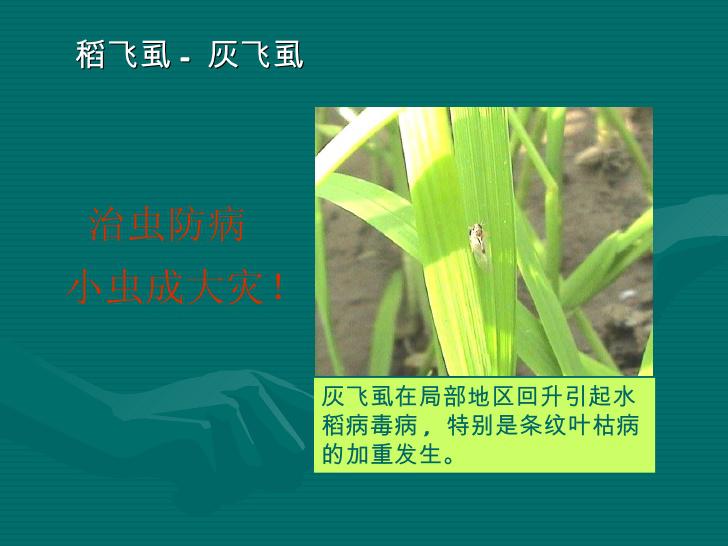 稻飞虱 - 灰飞虱
治虫防病
小虫成大灾！
灰飞虱在局部地区回升引起水
稻病毒病，特别是条纹叶枯病
的加重发生。